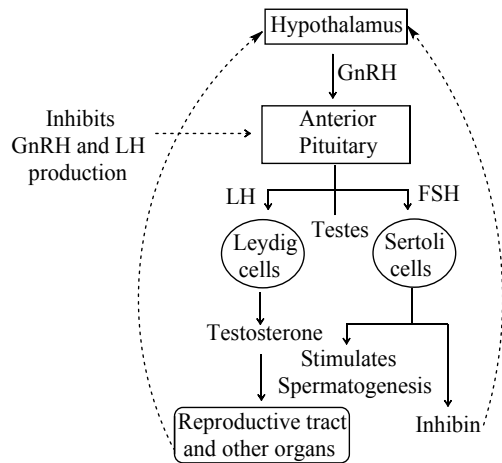 Hypothalamus
GnRH
Inhibits
GnRH and LH
production
Anterior
Pituitary
LH
FSH
Testes
Leydig
cells
Sertoli
cells
Testosterone
Stimulates
Spermatogenesis
Reproductive tract
and other organs
Inhibin